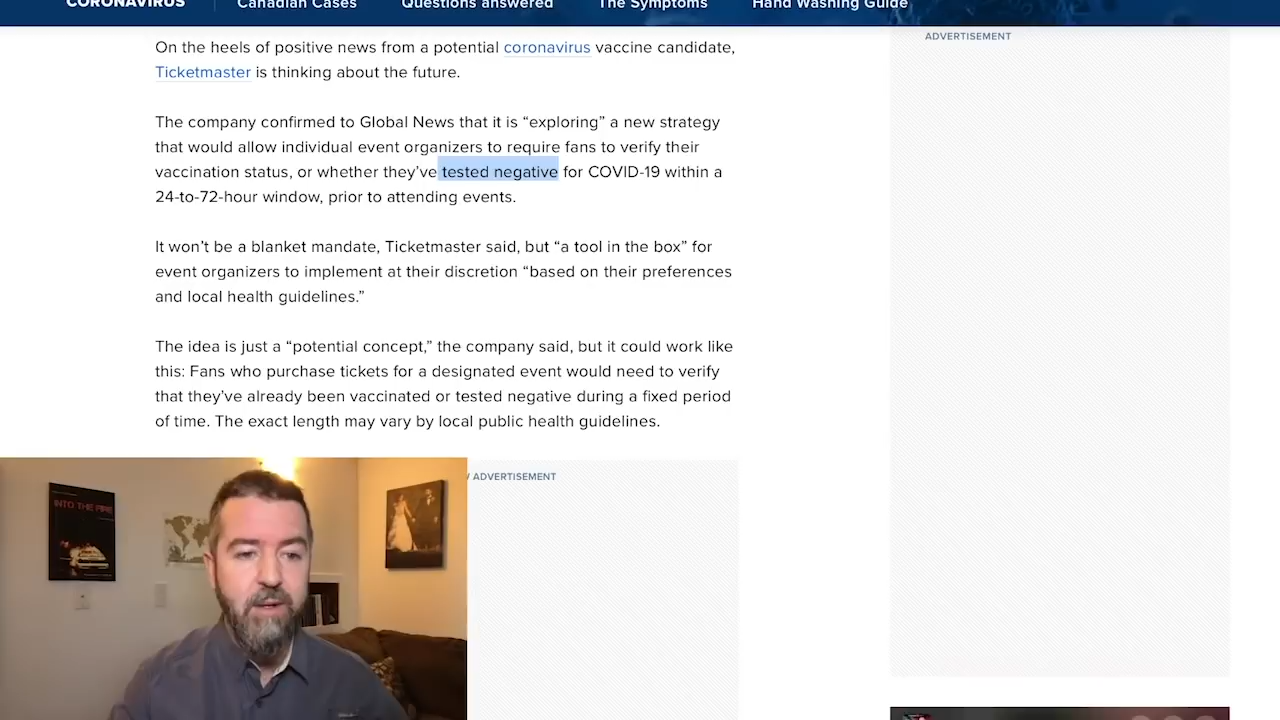 CORONAVIRUS Canadian Cases Questions answered The Symptoms Hand Washing Guide
ADVERTISEMENT
On the heels of positive news from a potential coronavirus vaccine candidate,
Ticketmaster is thinking about the future.
The company confirmed to Global News that it is “exploring” a new strategy
that would allow individual event organizers to require fans to verify their
vaccination status, or whether they’ve tested negative for COVID-19 within a
24-to-72-hour window, prior to attending events.
It won’t be a blanket mandate, Ticketmaster said, but “a tool in the box” for
event organizers to implement at their discretion “based on their preferences
and local health guidelines.”
The idea is just a “potential concept,” the company said, but it could work like
this: Fans who purchase tickets for a designated event would need to verify
that they’ve already been vaccinated or tested negative during a fixed period
of time. The exact length may vary by local public health guidelines.
ADVERTISEMENT
INTO THE FIRE